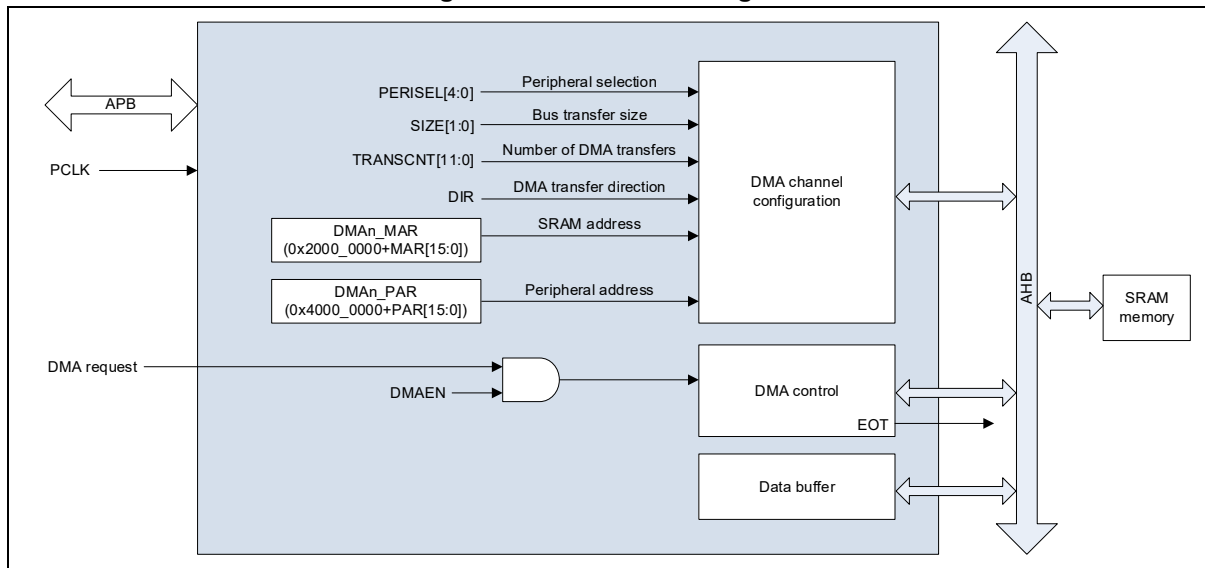 APB
PCLK
PERISEL[4:0]
Peripheral selection
SIZE[1:0]
Bus transfer size
TRANSCNT[11:0]
Number of DMA transfers
DIR
DMA transfer direction
DMAn_MAR
(0x2000_0000+MAR[15:0])
SRAM address
DMAn_PAR
(0x4000_0000+PAR[15:0])
Peripheral address
DMA channel
configuration
AHB
SRAM
memory
DMA request
DMAEN
DMA control
EOT
Data buffer